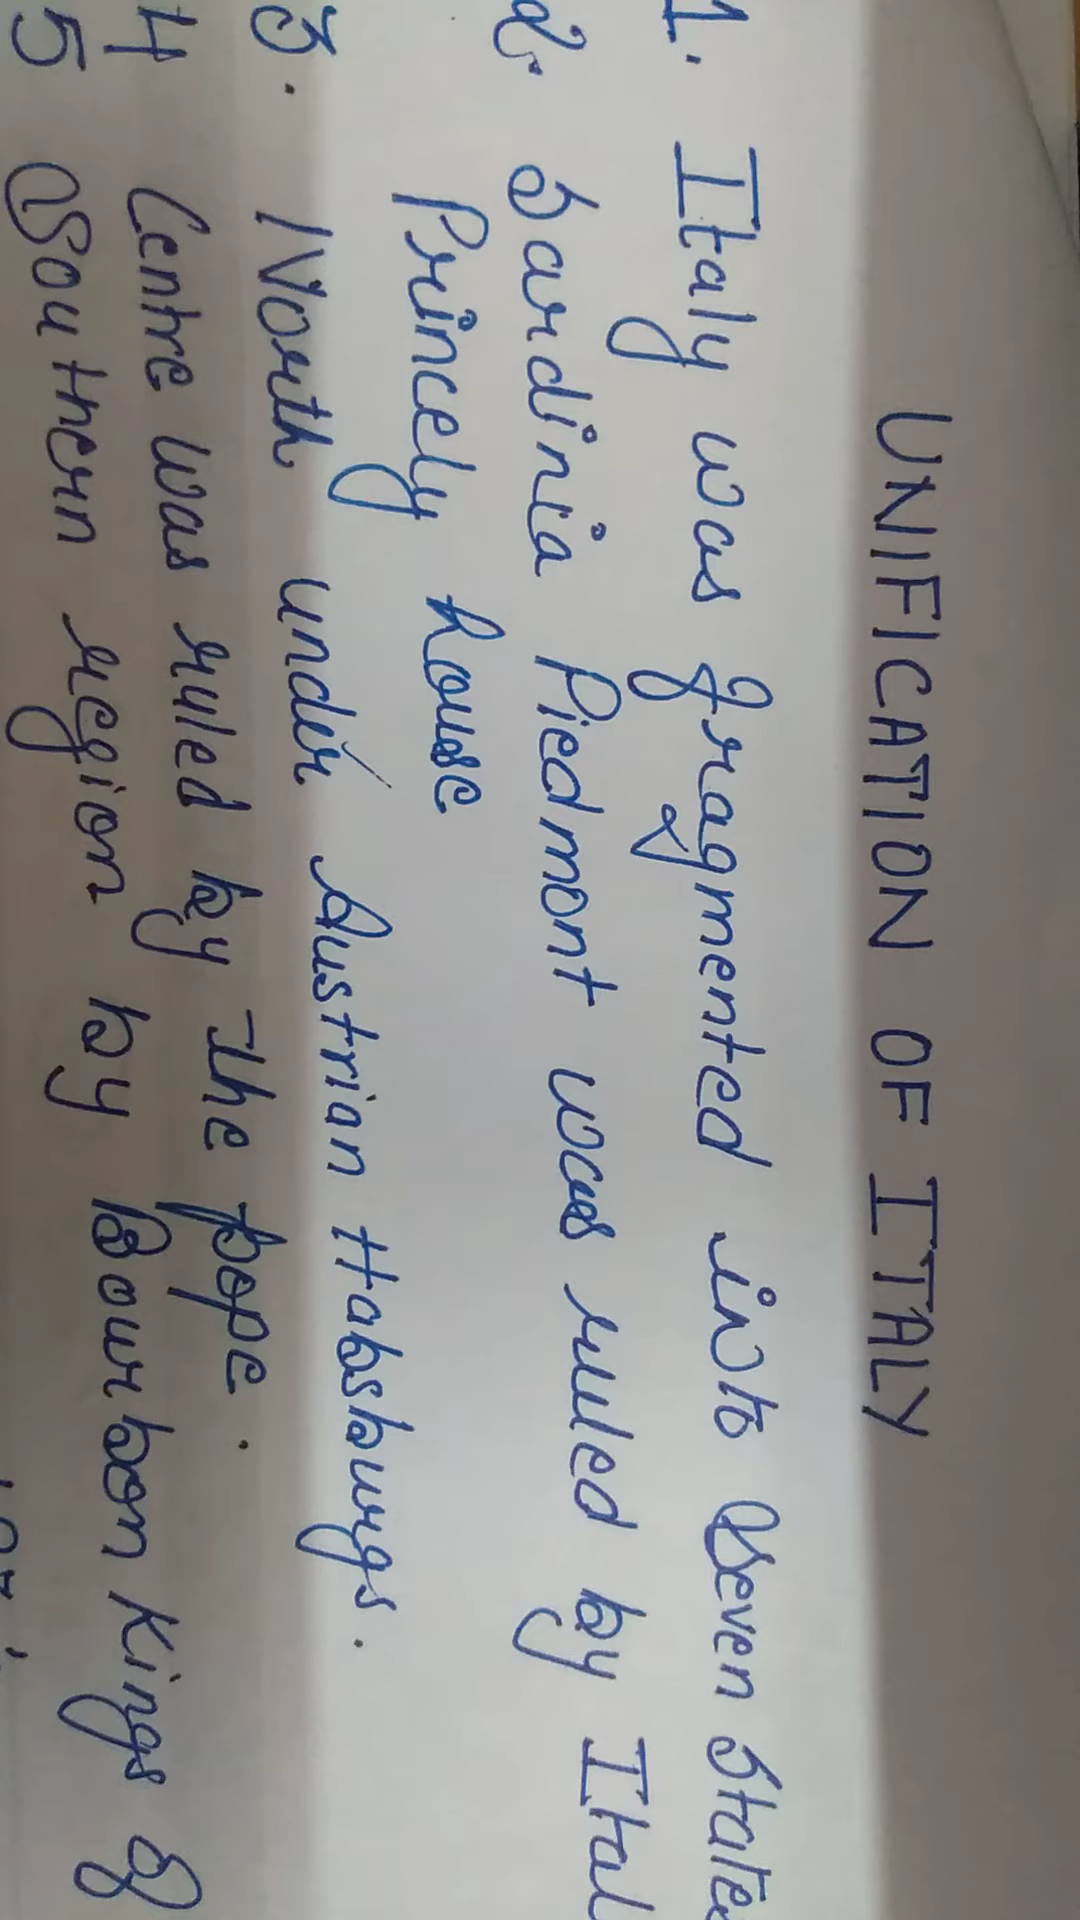 UNIFICATION OF ITALY
1. Italy was fragmented into Seven State
2. Sardinia Piedmont was ruled by Ital
Princely house
3. North under Austrian Habsburgs.
4 Centre was ruled by the pope.
5 Southern region by Bourbon Kings of